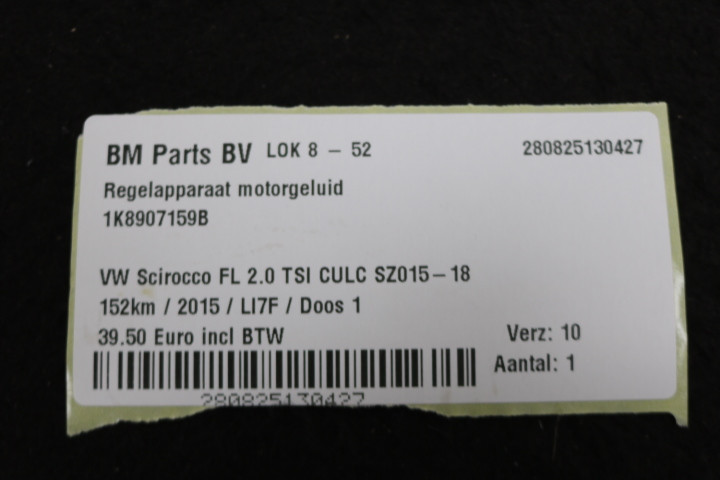 BM Parts BV LOK 8 - 52 280825130427
Regelapparaat motorgeluid
1K8907159B
VW Scirocco FL 2.0 TSI CULC SZ015-18
152km / 2015 / LI7F / Doos 1
39.50 Euro incl BTW Verz: 10
Aantal: 1
280825130427